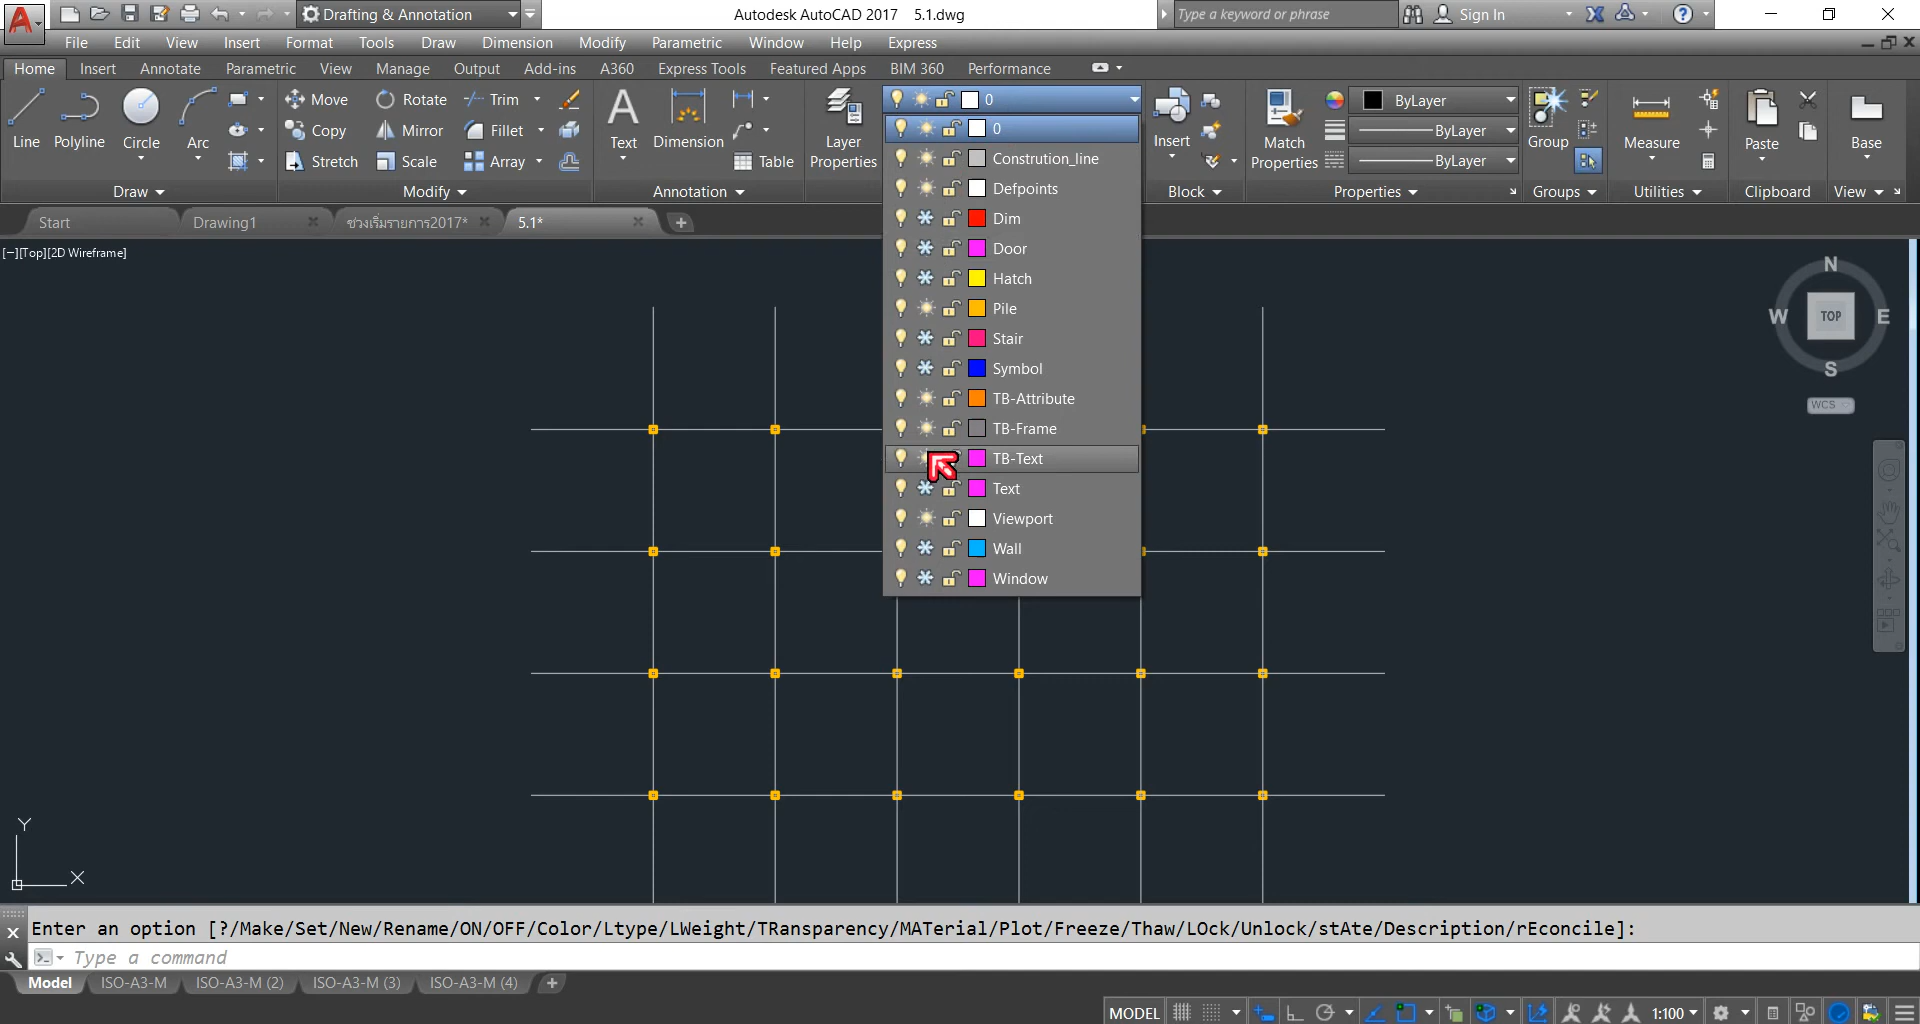 Drafting & Annotation
Autodesk AutoCAD 2017 5.1.dwg
Type a keyword or phrase
Sign In
File Edit View Insert Format Tools Draw Dimension Modify Parametric Window Help Express
Home Insert Annotate Parametric View Manage Output Add-ins A360 Express Tools Featured Apps BIM 360 Performance
Line
Polyline
Circle
Arc
Move Rotate Trim
Copy Mirror Fillet
Stretch Scale Array
Text
Dimension
Table
Layer
Properties
0
Insert
Match
Properties
ByLayer
ByLayer
ByLayer
Group
Measure
Paste
Base
Draw Modify Annotation Block Properties Groups Utilities Clipboard View
0
Constrution_line
Defpoints
Dim
Door
Hatch
Pile
Stair
Symbol
TB-Attribute
TB-Frame
TB-Text
Text
Viewport
Wall
Window
Start Drawing1 ช่วงเริ่มรายการ2017* 5.1*
[−][Top][2D Wireframe]
N
W TOP E
S
WCS
Y
X
Enter an option [?/Make/Set/New/Rename/ON/OFF/Color/Ltype/LWeight/TRansparency/MATerial/Plot/Freeze/Thaw/LOck/Unlock/stAte/Description/rEconcile]:
Type a command
Model ISO-A3-M ISO-A3-M (2) ISO-A3-M (3) ISO-A3-M (4)
MODEL 1:100